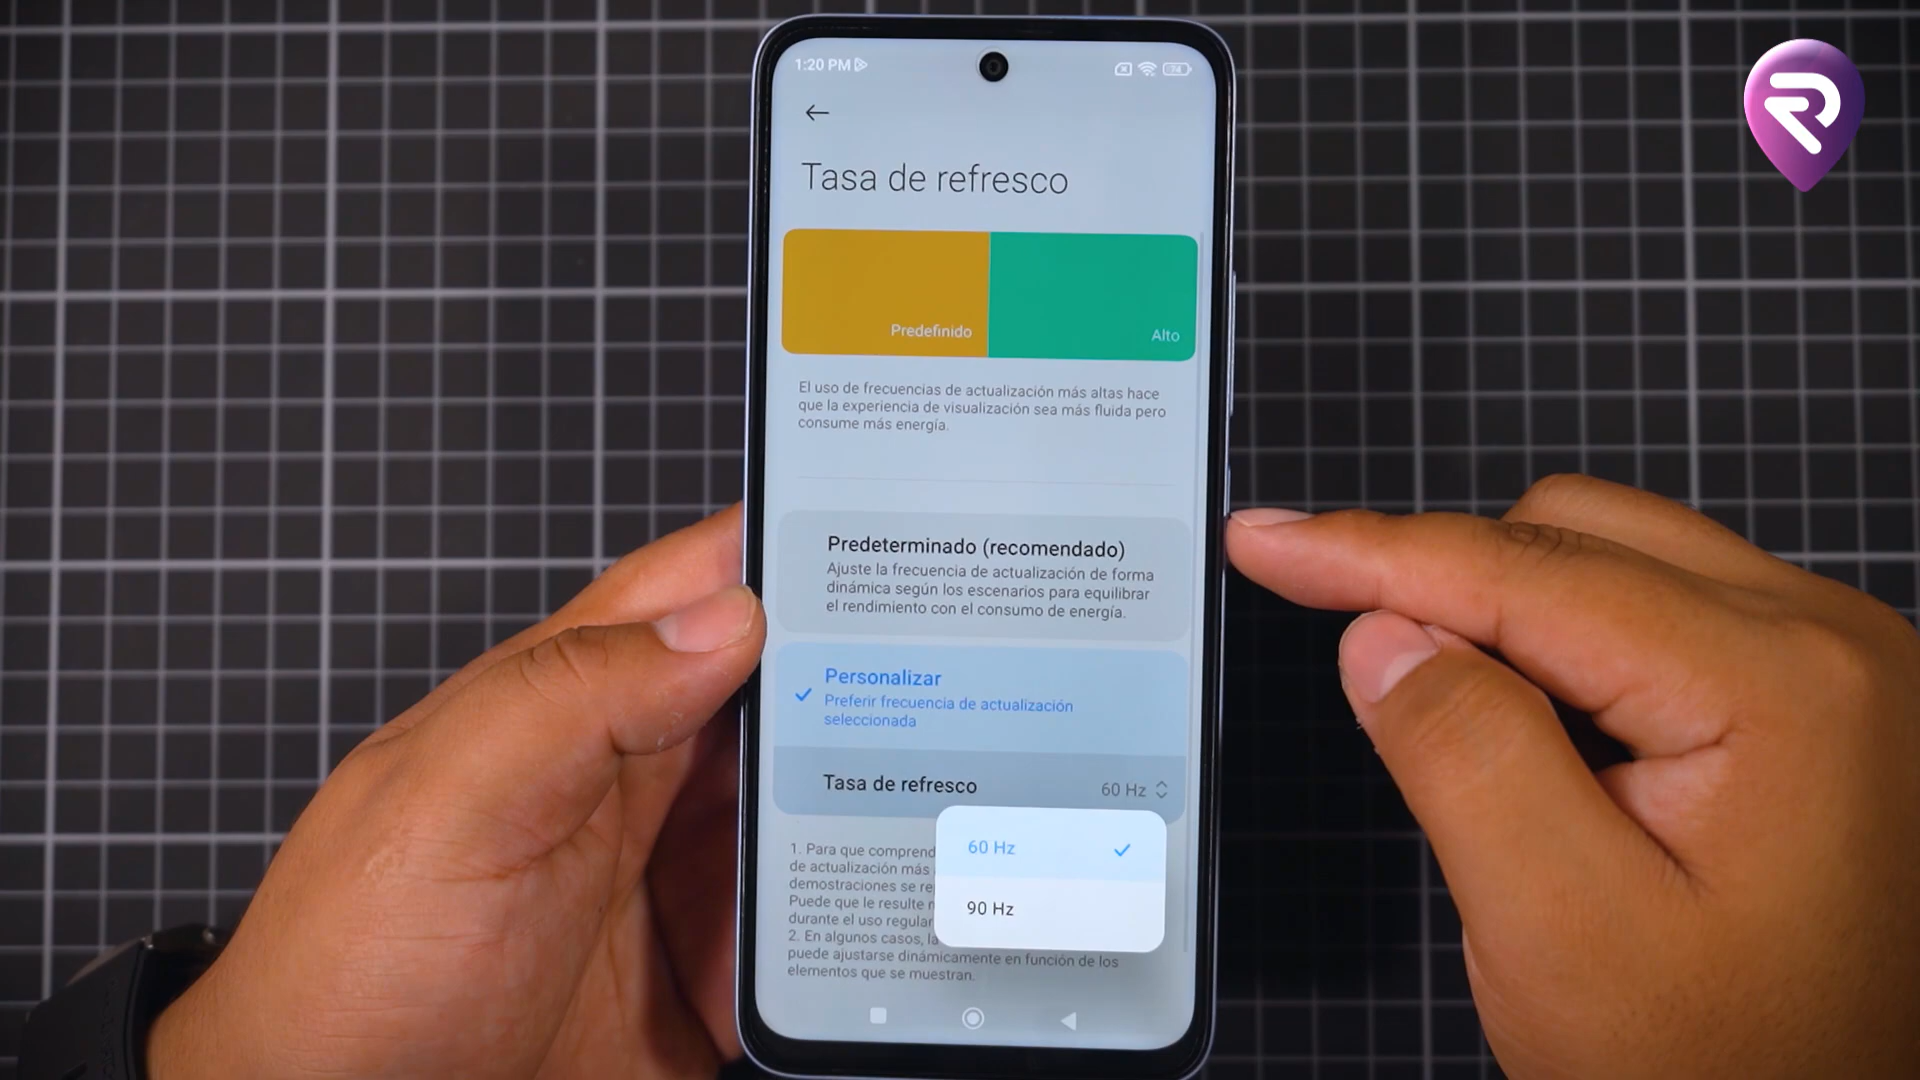 1:20 PM
74
Tasa de refresco
Predefinido
Alto
El uso de frecuencias de actualización más altas hace
que la experiencia de visualización sea más fluida pero
consume más energía.
Predeterminado (recomendado)
Ajuste la frecuencia de actualización de forma
dinámica según los escenarios para equilibrar
el rendimiento con el consumo de energía.
Personalizar
Preferir frecuencia de actualización
seleccionada
Tasa de refresco
60 Hz
60 Hz
90 Hz
1. Para que comprend
de actualización más
demostraciones se re
Puede que le resulte
durante el uso regular
2. En algunos casos, la
puede ajustarse dinámicamente en función de los
elementos que se muestran.